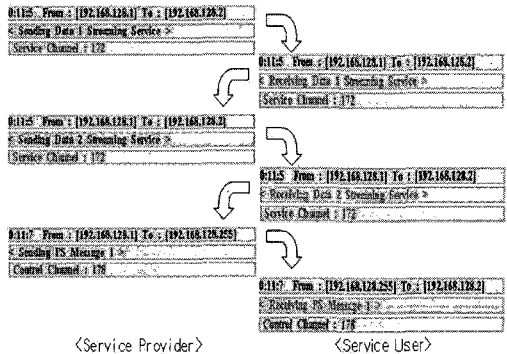 0:11:5 From : [192.168.128.1] To : [192.168.128.2]
< Sending Data 1 Streaming Service >
Service Channel : 172
0:11:5 From : [192.168.128.1] To : [192.168.128.2]
< Receiving Data 1 Streaming Service >
Service Channel : 172
0:11:5 From : [192.168.128.1] To : [192.168.128.2]
< Sending Data 2 Streaming Service >
Service Channel : 172
0:11:5 From : [192.168.128.1] To : [192.168.128.2]
< Receiving Data 2 Streaming Service >
Service Channel : 172
0:11:7 From : [192.168.128.1] To : [192.168.128.255]
< Sending PS Message 1 >
Control Channel : 178
0:11:7 From : [192.168.128.255] To : [192.168.128.2]
< Receiving PS Message 1 >
Control Channel : 178
<Service Provider>
<Service User>